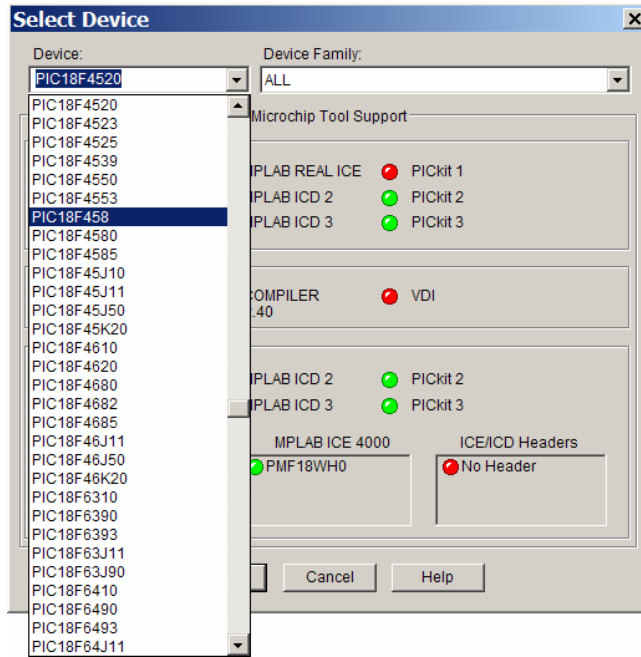 Select Device
Device:
Device Family:
PIC18F4520
ALL
PIC18F4520
PIC18F4523
PIC18F4525
PIC18F4539
PIC18F4550
PIC18F4553
PIC18F458
PIC18F4580
PIC18F4585
PIC18F45J10
PIC18F45J11
PIC18F45J50
PIC18F45K20
PIC18F4610
PIC18F4620
PIC18F4680
PIC18F4682
PIC18F4685
PIC18F46J11
PIC18F46J50
PIC18F46K20
PIC18F6310
PIC18F6390
PIC18F6393
PIC18F63J11
PIC18F63J90
PIC18F6410
PIC18F6490
PIC18F6493
PIC18F64J11
Microchip Tool Support
MPLAB REAL ICE PICkit 1
MPLAB ICD 2 PICkit 2
MPLAB ICD 3 PICkit 3
COMPILER VDI
.40
MPLAB ICD 2 PICkit 2
MPLAB ICD 3 PICkit 3
MPLAB ICE 4000 ICE/ICD Headers
PMF18WH0 No Header
Cancel Help